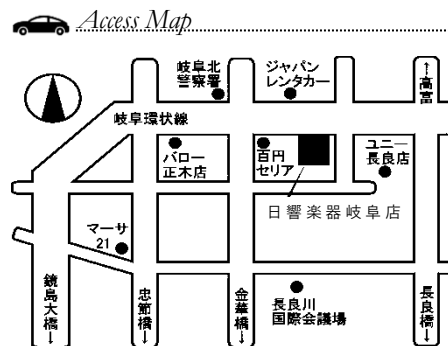 Access Map
岐阜北
警察署
ジャパン
レンタカー
↑高富
岐阜環状線
バロー
正木店
百円
セリア
ユニー
長良店
日響楽器岐阜店
マーサ
21
鏡島大橋↓
忠節橋↓
金華橋↓
長良川
国際会議場
長良橋↓